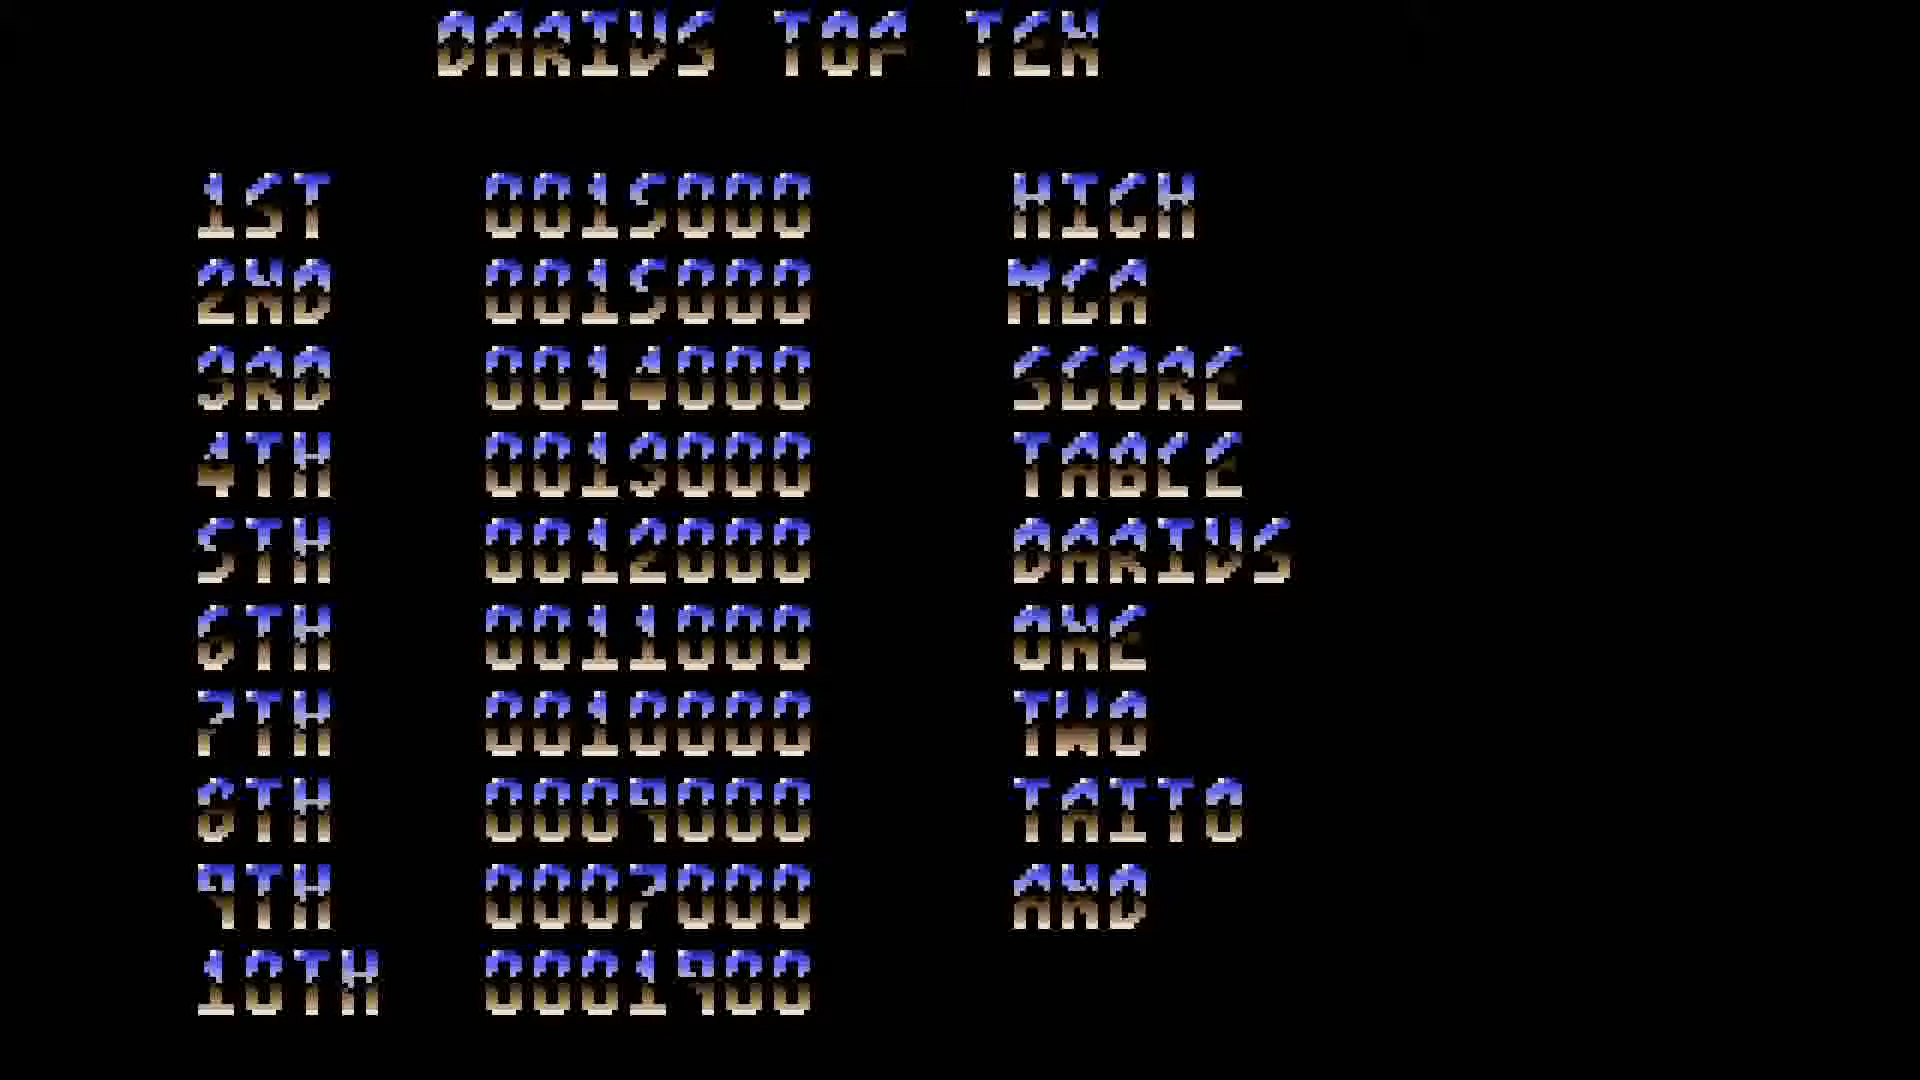 DARIUS TOP TEN
1ST 0015000 HIGH
2ND 0015000 MCA
3RD 0014000 SCORE
4TH 0013000 TABLE
5TH 0012000 DARIUS
6TH 0011000 ONE
7TH 0010000 TWO
8TH 0009000 TAITO
9TH 0007000 AND
10TH 0001900